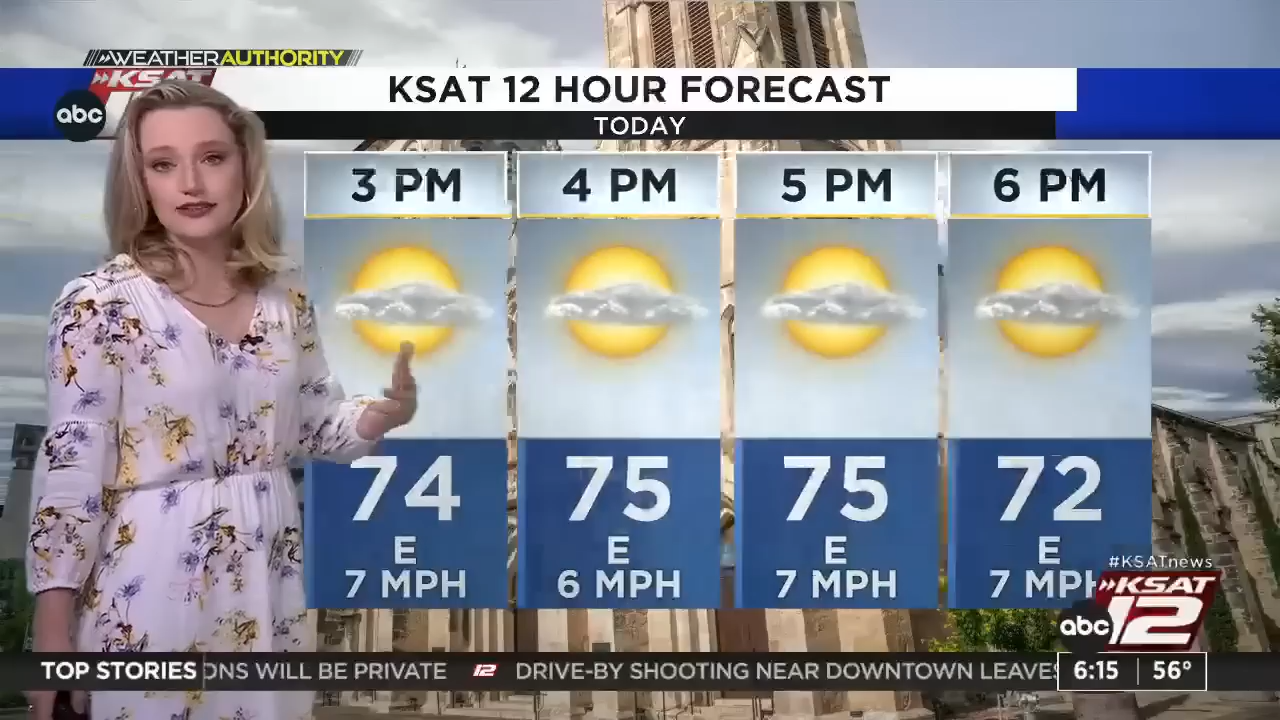 WEATHER AUTHORITY
KSAT
abc
KSAT 12 HOUR FORECAST
TODAY
3 PM
4 PM
5 PM
6 PM
74
75
75
72
E
E
E
E
7 MPH
6 MPH
7 MPH
7 MPH
#KSATnews
KSAT
12
abc
TOP STORIES
ONS WILL BE PRIVATE 12 DRIVE-BY SHOOTING NEAR DOWNTOWN LEAVES
6:15 56°